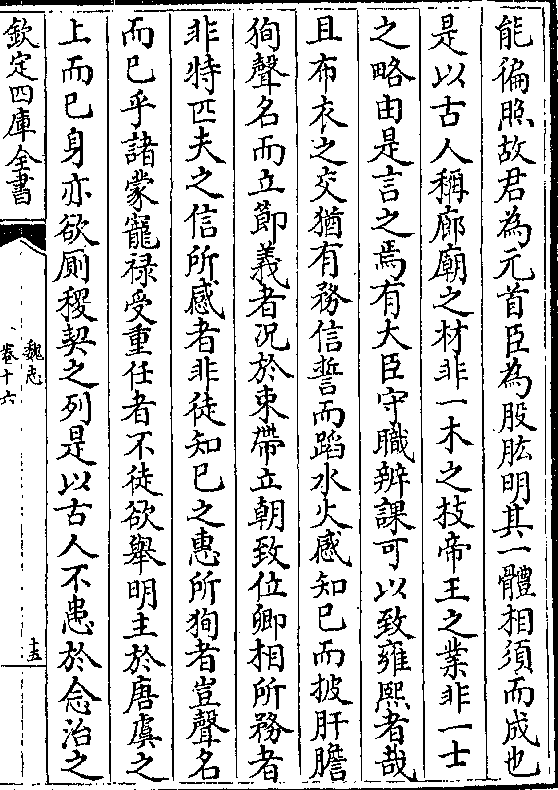 能徧照故君為元首臣為股肱明其一體相須而成也
是以古人稱廊廟之材非一木之技帝王之業非一士
之略由是言之焉有大臣守職辨課可以致雍熙者哉
且布衣之交猶有務信誓而蹈水火感知已而披肝膽
狥聲名而立節義者況於束帶立朝致位卿相所務者
非特匹夫之信所感者非徒知已之惠所狥者豈聲名
而已乎諸蒙寵祿受重任者不徒欲舉明主於唐虞之
上而已身亦欲厠稷契之列是以古人不患於念治之
欽定四庫全書
魏志
卷十六
十五